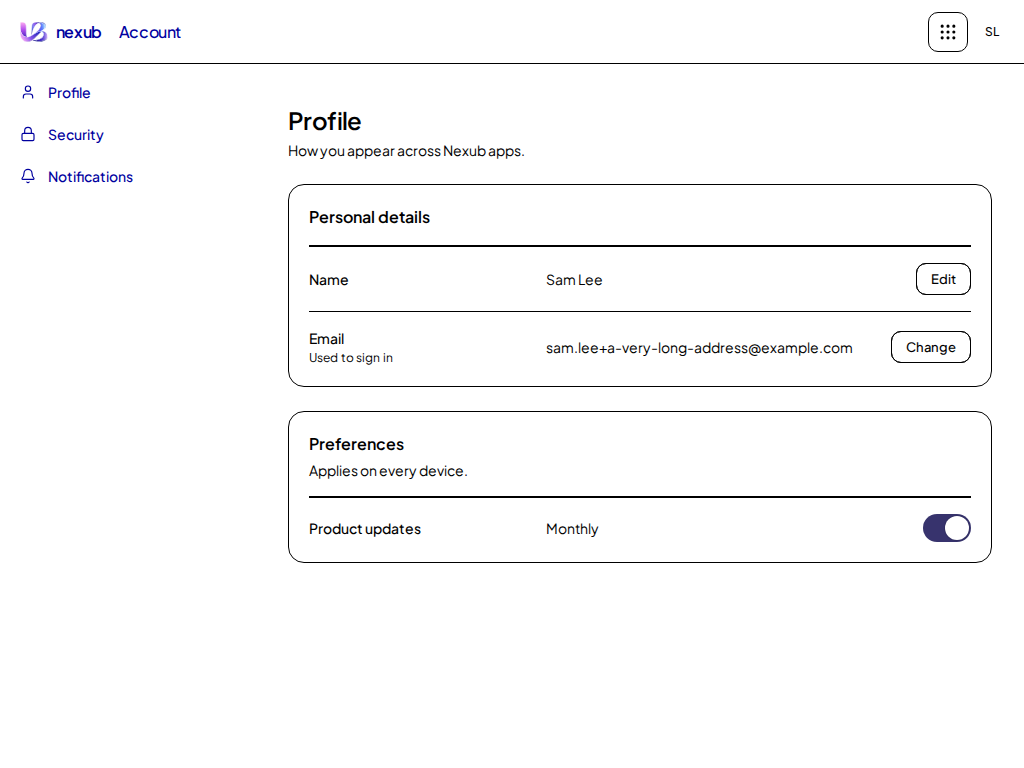 nexub Account
SL
Profile
Security
Notifications
Profile
How you appear across Nexub apps.
Personal details
Name
Sam Lee
Edit
Email
Used to sign in
sam.lee+a-very-long-address@example.com
Change
Preferences
Applies on every device.
Product updates
Monthly